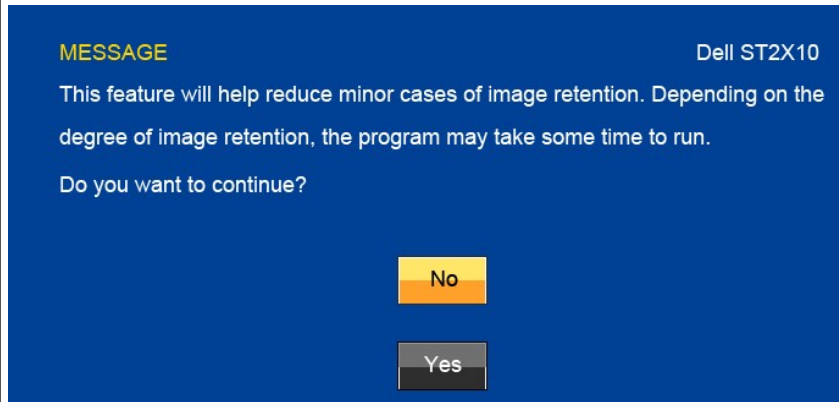 MESSAGE Dell ST2X10
This feature will help reduce minor cases of image retention. Depending on the
degree of image retention, the program may take some time to run.
Do you want to continue?
No
Yes